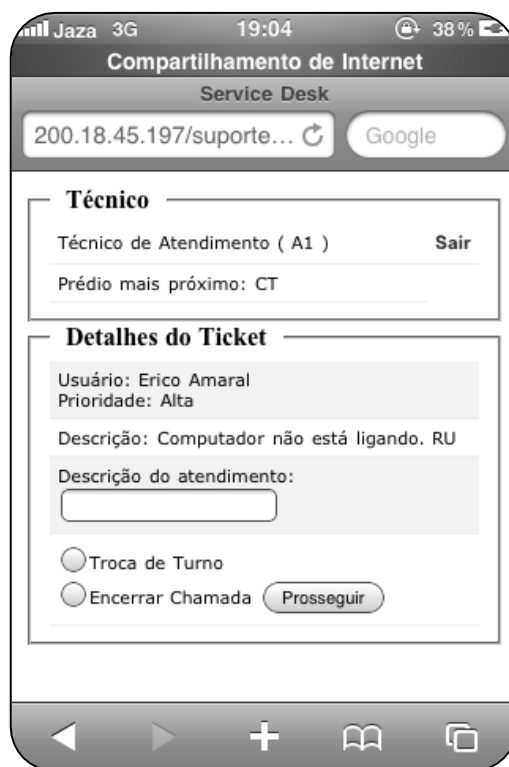 Jaza 3G 19:04 38%
Compartilhamento de Internet
Service Desk
200.18.45.197/suporte... Google
Técnico
Técnico de Atendimento ( A1 ) Sair
Prédio mais próximo: CT
Detalhes do Ticket
Usuário: Erico Amaral
Prioridade: Alta
Descrição: Computador não está ligando. RU
Descrição do atendimento:
Troca de Turno
Encerrar Chamada Prosseguir